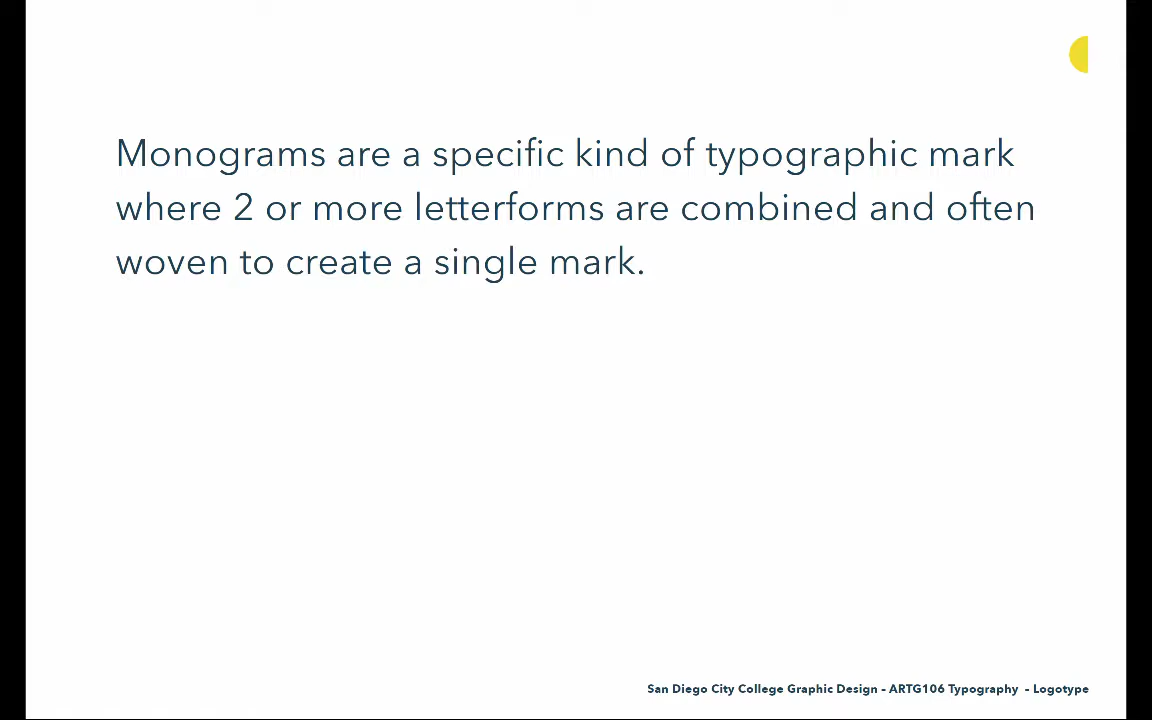 Monograms are a specific kind of typographic mark
where 2 or more letterforms are combined and often
woven to create a single mark.
San Diego City College Graphic Design – ARTG106 Typography – Logotype